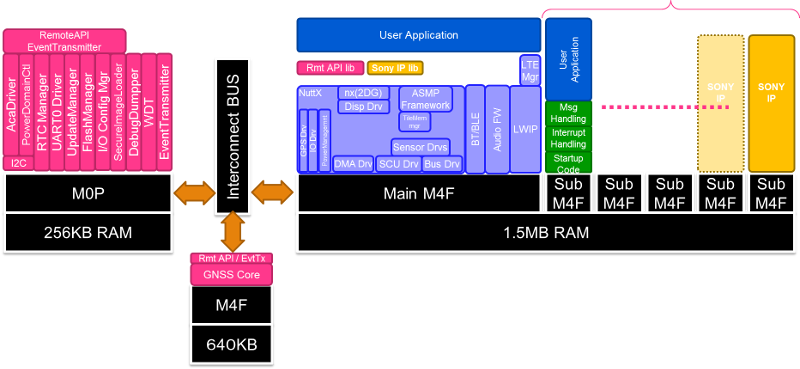 RemoteAPI
EventTransmitter
AcaDriver
PowerDomainCtl
RTC Manager
UART0 Driver
UpdateManager
FlashManager
I/O Config Mgr
SecureImageLoader
DebugDumpper
WDT
EventTransmitter
I2C
M0P
256KB RAM
Interconnect BUS
Rmt API / EvtTx
GNSS Core
M4F
640KB
User Application
Rmt API lib
Sony IP lib
LTE
Mgr
NuttX
nx(2DG)
Disp Drv
ASMP
Framework
GPS Drv
IO Drv
PowerManagemnt
Sensor Drvs
DMA Drv
SCU Drv
Bus Drv
BT/BLE
Audio FW
LWIP
Main M4F
User
Application
Msg
Handling
Interrupt
Handling
Startup
Code
SONY
IP
SONY
IP
Sub
M4F
Sub
M4F
Sub
M4F
Sub
M4F
Sub
M4F
1.5MB RAM